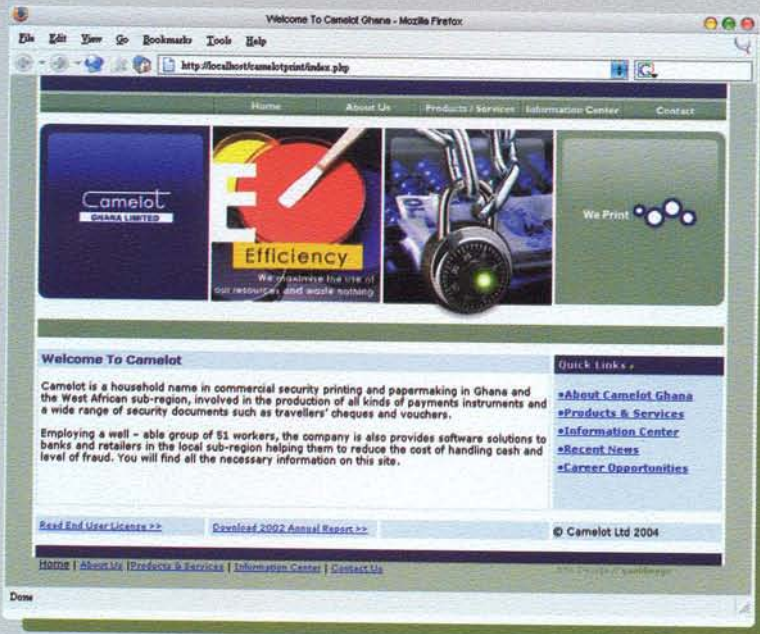 Welcome To Camelot Ghana - Mozilla Firefox
File Edit View Go Bookmarks Tools Help
http://localhost/camelotprint/index.php
Home About Us Products / Services Information Center Contact
Camelot
GHANA LIMITED
E
Efficiency
We maximise the use of
our resources and waste nothing
We Print
Welcome To Camelot
Camelot is a household name in commercial security printing and papermaking in Ghana and
the West African sub-region, involved in the production of all kinds of payments instruments and
a wide range of security documents such as travellers' cheques and vouchers.
Employing a well - able group of 51 workers, the company is also provides software solutions to
banks and retailers in the local sub-region helping them to reduce the cost of handling cash and
level of fraud. You will find all the necessary information on this site.
Quick Links
•About Camelot Ghana
•Products & Services
•Information Center
•Recent News
•Career Opportunities
Read End User License >> Download 2002 Annual Report >> © Camelot Ltd 2004
Home | About Us |Products & Services | Information Center | Contact Us
Done